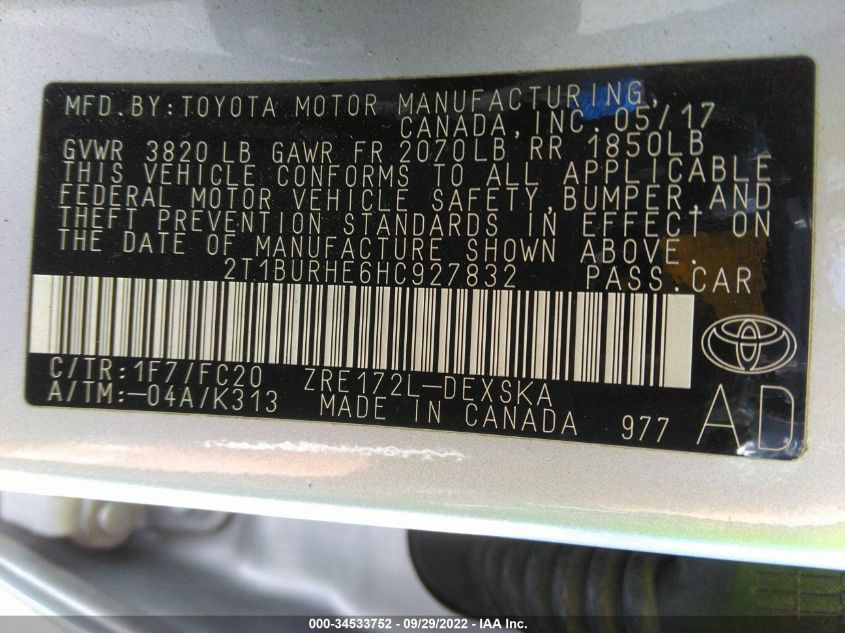 MFD.BY:TOYOTA MOTOR MANUFACTURING,
CANADA,INC.05/17
GVWR 3820LB GAWR FR 2070LB RR 1850LB
THIS VEHICLE CONFORMS TO ALL APPLICABLE
FEDERAL MOTOR VEHICLE SAFETY,BUMPER,AND
THEFT PREVENTION STANDARDS IN EFFECT ON
THE DATE OF MANUFACTURE SHOWN ABOVE.
2T1BURHE6HC927832 PASS.CAR
C/TR:1F7/FC20 ZRE172L-DEXSKA
A/TM:-04A/K313 MADE IN CANADA 977
AD
000-34533752 - 09/29/2022 - IAA Inc.